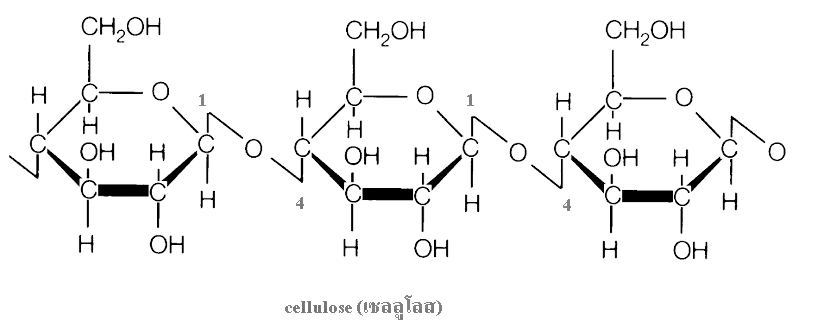 CH2OH CH2OH CH2OH
H C O 1 H C O 1 H C O
H H H
C OH H C O C OH H C O C OH H C O
C C H 4 C C H 4 C C H
H OH H OH H OH
cellulose (เซลลูโลส)